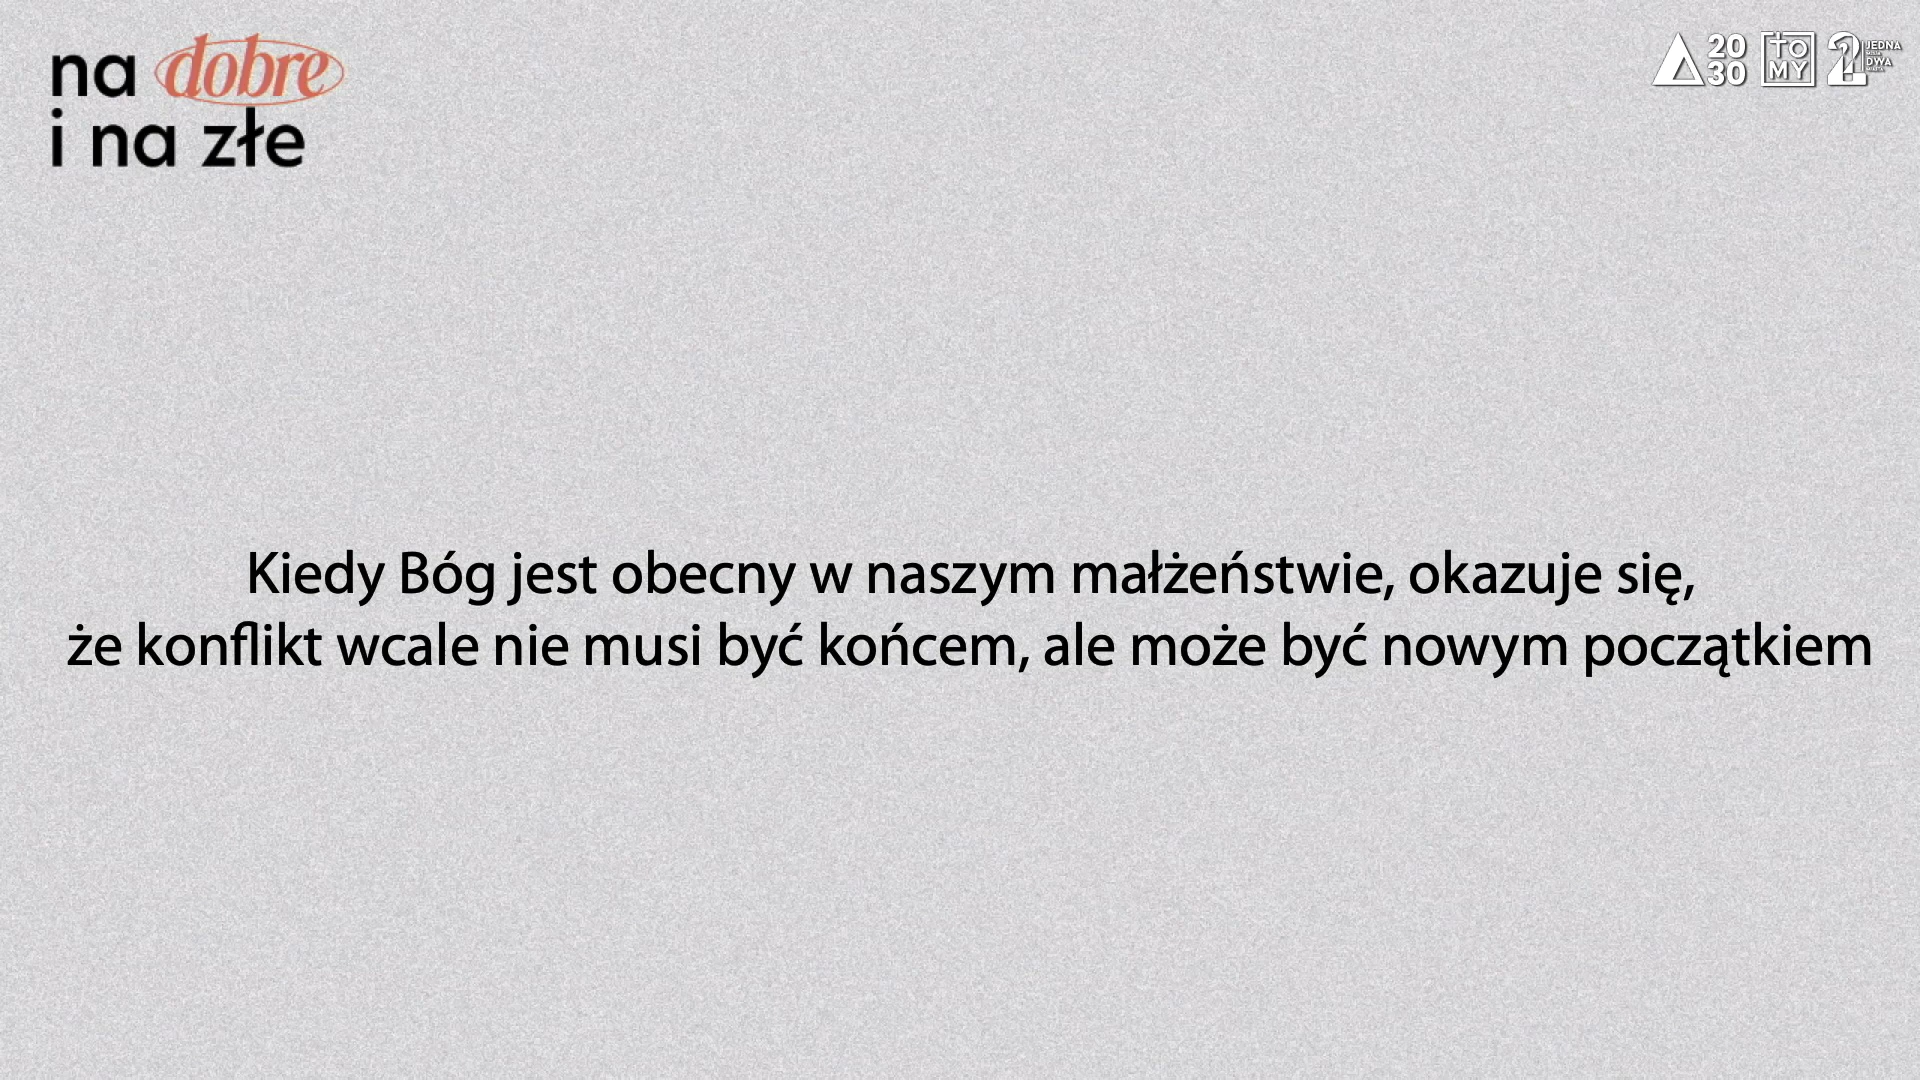 na dobre
i na złe
20
30
TO
MY
2
JEDNA
DWA
Kiedy Bóg jest obecny w naszym małżeństwie, okazuje się,
że konflikt wcale nie musi być końcem, ale może być nowym początkiem